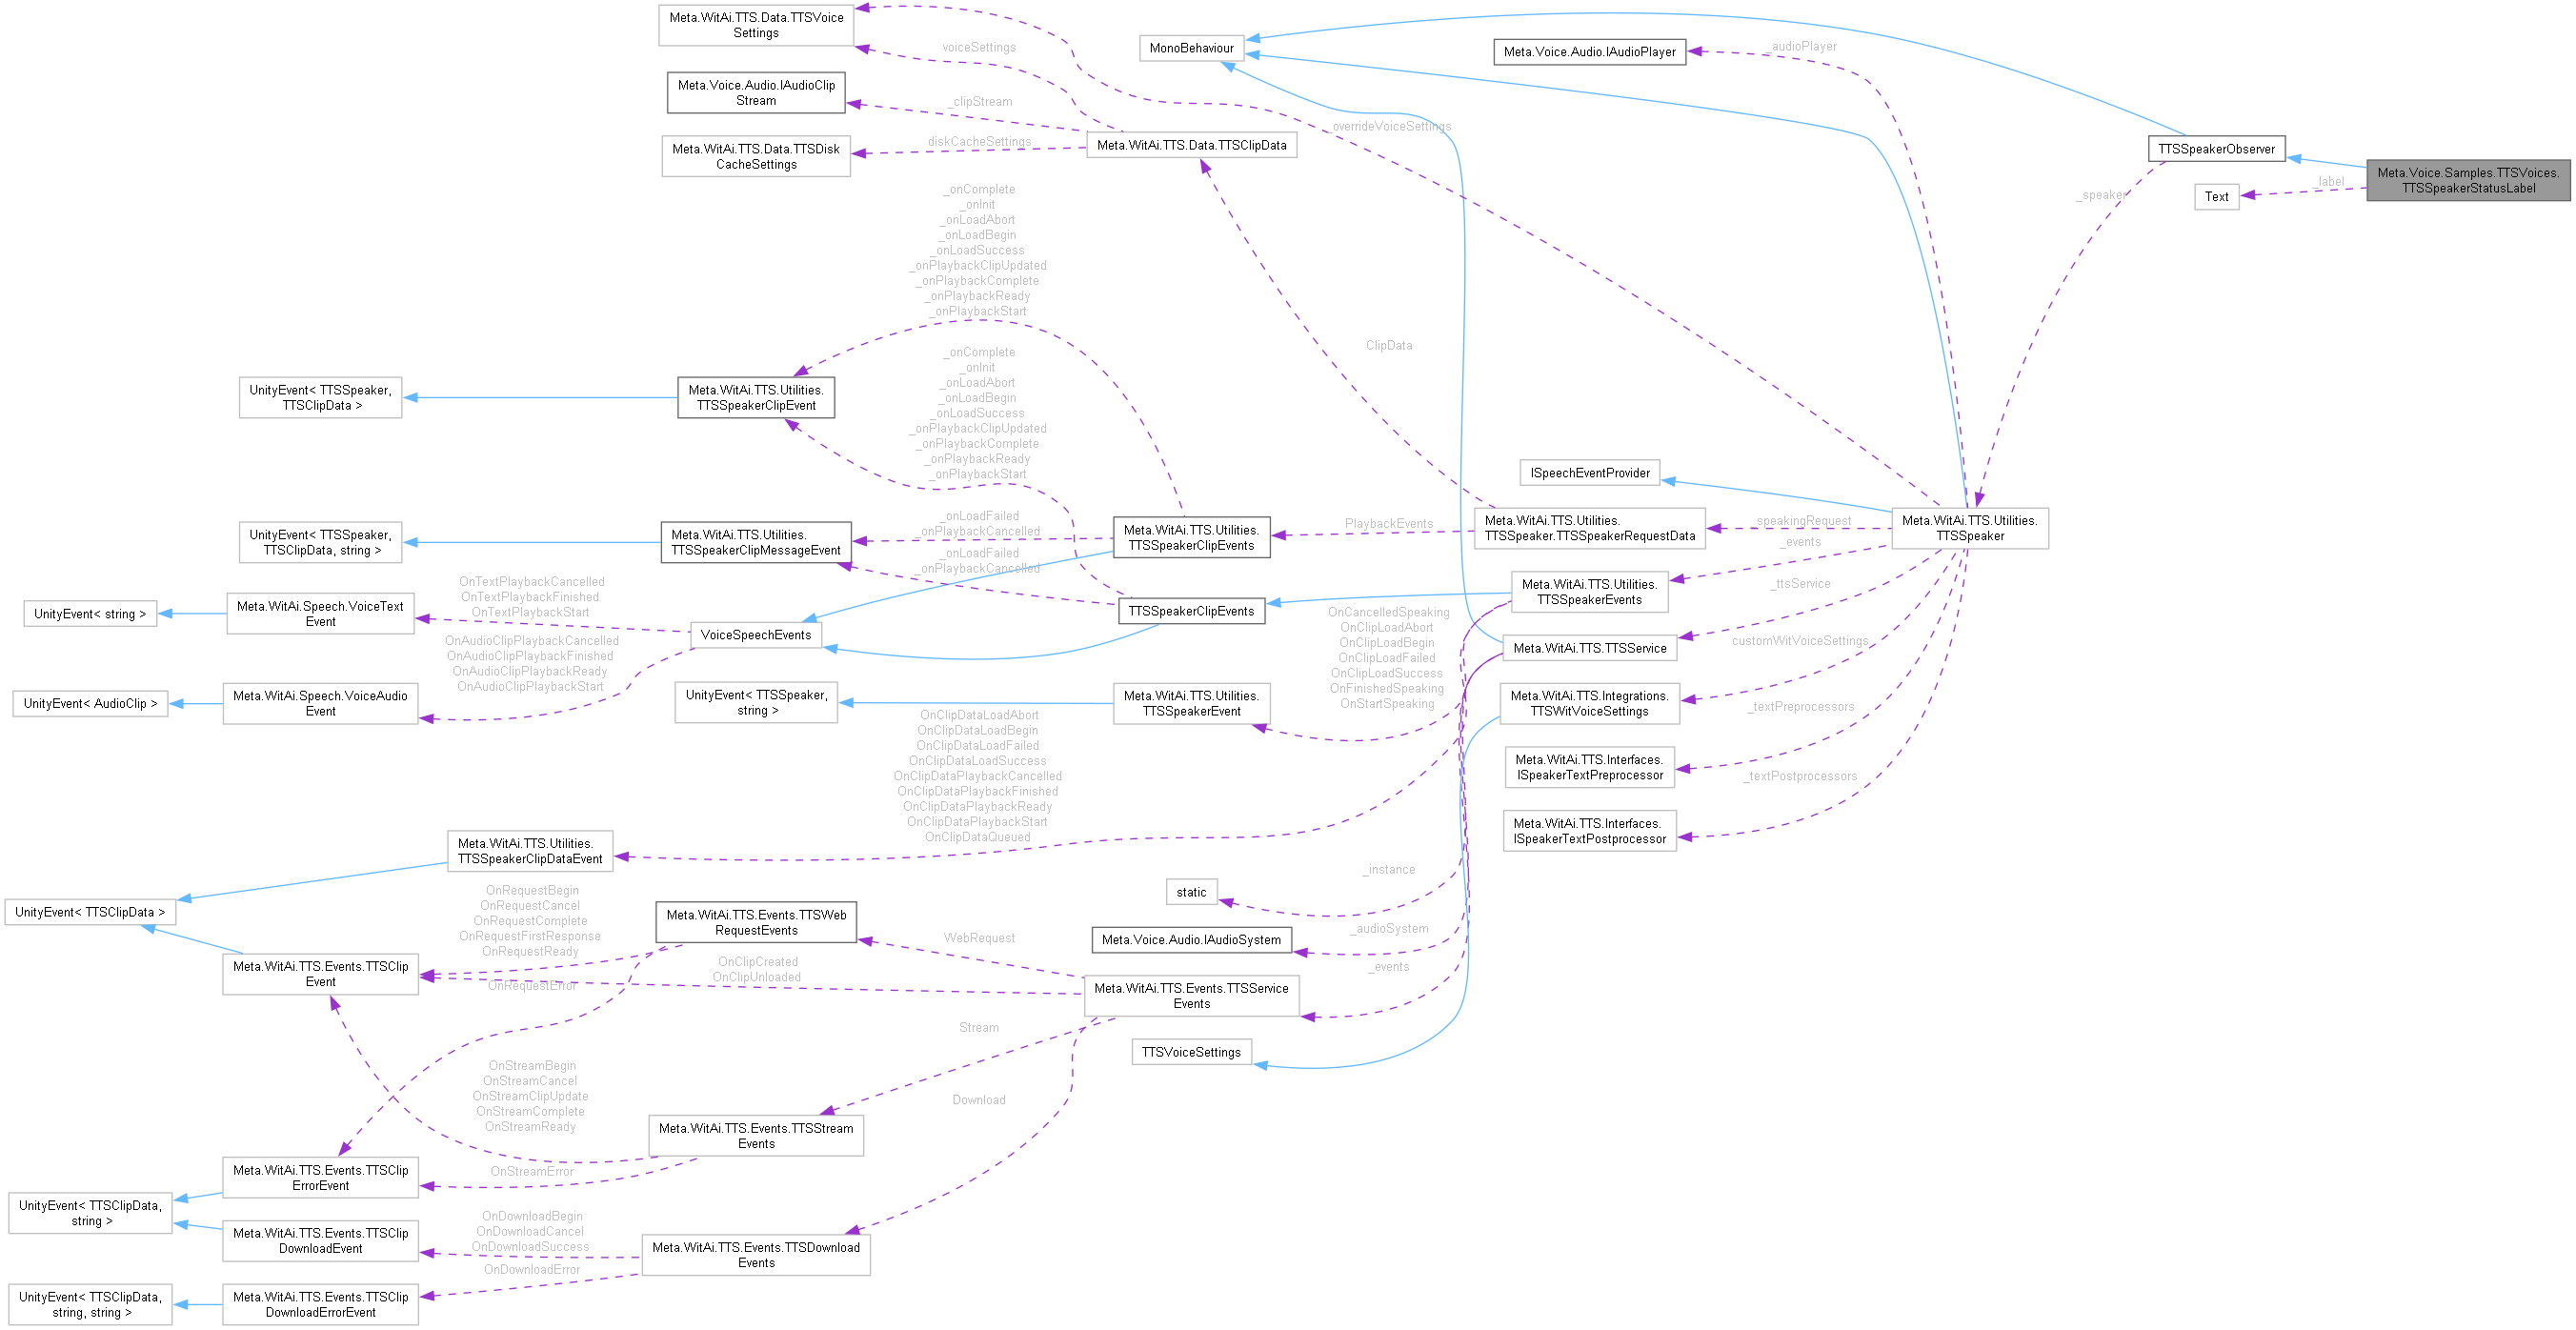 Meta.WitAi.TTS.Data.TTSVoice
Settings
voiceSettings
Meta.Voice.Audio.IAudioClip
Stream
_clipStream
Meta.WitAi.TTS.Data.TTSDisk
CacheSettings
diskCacheSettings
Meta.WitAi.TTS.Data.TTSClipData
MonoBehaviour
Meta.Voice.Audio.IAudioPlayer
_audioPlayer
_overrideVoiceSettings
TTSSpeakerObserver
Meta.Voice.Samples.TTSVoices.
TTSSpeakerStatusLabel
_label
Text
_speaker
_onComplete
_onInit
_onLoadAbort
_onLoadBegin
_onLoadSuccess
_onPlaybackClipUpdated
_onPlaybackComplete
_onPlaybackReady
_onPlaybackStart
ClipData
_onComplete
_onInit
_onLoadAbort
_onLoadBegin
_onLoadSuccess
_onPlaybackClipUpdated
_onPlaybackComplete
_onPlaybackReady
_onPlaybackStart
UnityEvent< TTSSpeaker,
TTSClipData >
Meta.WitAi.TTS.Utilities.
TTSSpeakerClipEvent
ISpeechEventProvider
UnityEvent< TTSSpeaker,
TTSClipData, string >
Meta.WitAi.TTS.Utilities.
TTSSpeakerClipMessageEvent
_onLoadFailed
_onPlaybackCancelled
Meta.WitAi.TTS.Utilities.
TTSSpeakerClipEvents
PlaybackEvents
Meta.WitAi.TTS.Utilities.
TTSSpeaker.TTSSpeakerRequestData
_speakingRequest
Meta.WitAi.TTS.Utilities.
TTSSpeaker
_events
_onLoadFailed
_onPlaybackCancelled
_ttsService
Meta.WitAi.TTS.Utilities.
TTSSpeakerEvents
TTSSpeakerClipEvents
OnTextPlaybackCancelled
OnTextPlaybackFinished
OnTextPlaybackStart
UnityEvent< string >
Meta.WitAi.Speech.VoiceText
Event
VoiceSpeechEvents
OnAudioClipPlaybackCancelled
OnAudioClipPlaybackFinished
OnAudioClipPlaybackReady
OnAudioClipPlaybackStart
OnCancelledSpeaking
OnClipLoadAbort
OnClipLoadBegin
OnClipLoadFailed
OnClipLoadSuccess
OnFinishedSpeaking
OnStartSpeaking
Meta.WitAi.TTS.TTSService
customWitVoiceSettings
UnityEvent< AudioClip >
Meta.WitAi.Speech.VoiceAudio
Event
UnityEvent< TTSSpeaker,
string >
Meta.WitAi.TTS.Utilities.
TTSSpeakerEvent
Meta.WitAi.TTS.Integrations.
TTSWitVoiceSettings
_textPreprocessors
OnClipDataLoadAbort
OnClipDataLoadBegin
OnClipDataLoadFailed
OnClipDataLoadSuccess
OnClipDataPlaybackCancelled
OnClipDataPlaybackFinished
OnClipDataPlaybackReady
OnClipDataPlaybackStart
OnClipDataQueued
Meta.WitAi.TTS.Interfaces.
ISpeakerTextPreprocessor
_textPostprocessors
Meta.WitAi.TTS.Interfaces.
ISpeakerTextPostprocessor
Meta.WitAi.TTS.Utilities.
TTSSpeakerClipDataEvent
_instance
static
UnityEvent< TTSClipData >
OnRequestBegin
OnRequestCancel
OnRequestComplete
OnRequestFirstResponse
OnRequestReady
Meta.WitAi.TTS.Events.TTSWeb
RequestEvents
WebRequest
Meta.Voice.Audio.IAudioSystem
_audioSystem
Meta.WitAi.TTS.Events.TTSClip
Event
OnClipCreated
OnClipUnloaded
_events
OnRequestError
Meta.WitAi.TTS.Events.TTSService
Events
Stream
TTSVoiceSettings
OnStreamBegin
OnStreamCancel
OnStreamClipUpdate
OnStreamComplete
OnStreamReady
Download
Meta.WitAi.TTS.Events.TTSStream
Events
Meta.WitAi.TTS.Events.TTSClip
ErrorEvent
OnStreamError
UnityEvent< TTSClipData,
string >
OnDownloadBegin
OnDownloadCancel
OnDownloadSuccess
Meta.WitAi.TTS.Events.TTSClip
DownloadEvent
Meta.WitAi.TTS.Events.TTSDownload
Events
OnDownloadError
UnityEvent< TTSClipData,
string, string >
Meta.WitAi.TTS.Events.TTSClip
DownloadErrorEvent